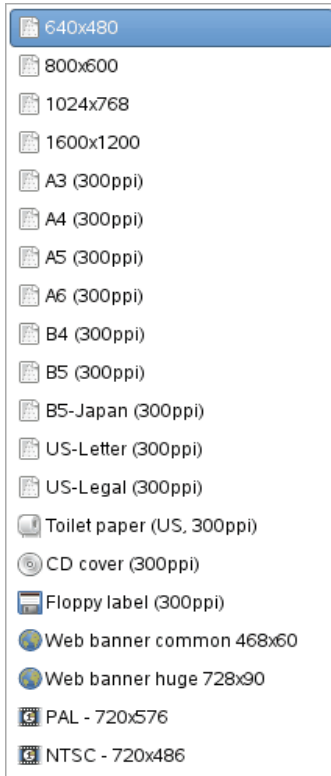 640x480
800x600
1024x768
1600x1200
A3 (300ppi)
A4 (300ppi)
A5 (300ppi)
A6 (300ppi)
B4 (300ppi)
B5 (300ppi)
B5-Japan (300ppi)
US-Letter (300ppi)
US-Legal (300ppi)
Toilet paper (US, 300ppi)
CD cover (300ppi)
Floppy label (300ppi)
Web banner common 468x60
Web banner huge 728x90
PAL - 720x576
NTSC - 720x486